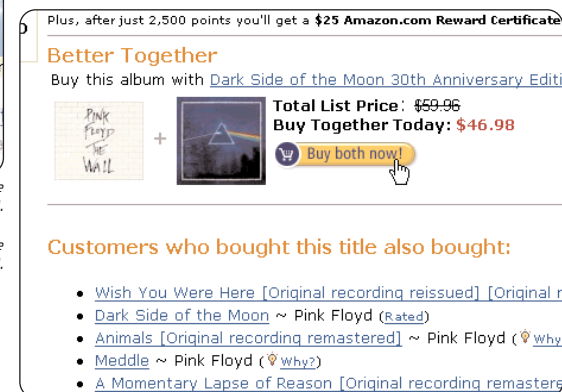 Plus, after just 2,500 points you'll get a $25 Amazon.com Reward Certificate
Better Together
Buy this album with Dark Side of the Moon 30th Anniversary Editi
PINK
FLOYD
THE
WALL
+
Total List Price: $59.96
Buy Together Today: $46.98
Buy both now!
Customers who bought this title also bought:
• Wish You Were Here [Original recording reissued] [Original r
• Dark Side of the Moon ~ Pink Floyd (Rated)
• Animals [Original recording remastered] ~ Pink Floyd (Why
• Meddle ~ Pink Floyd (Why?)
• A Momentary Lapse of Reason [Original recording remastere